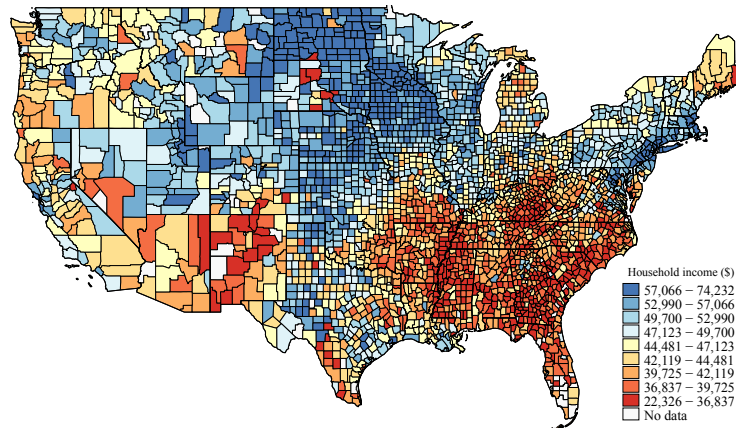 Household income ($)
57,066 – 74,232
52,990 – 57,066
49,700 – 52,990
47,123 – 49,700
44,481 – 47,123
42,119 – 44,481
39,725 – 42,119
36,837 – 39,725
22,326 – 36,837
No data